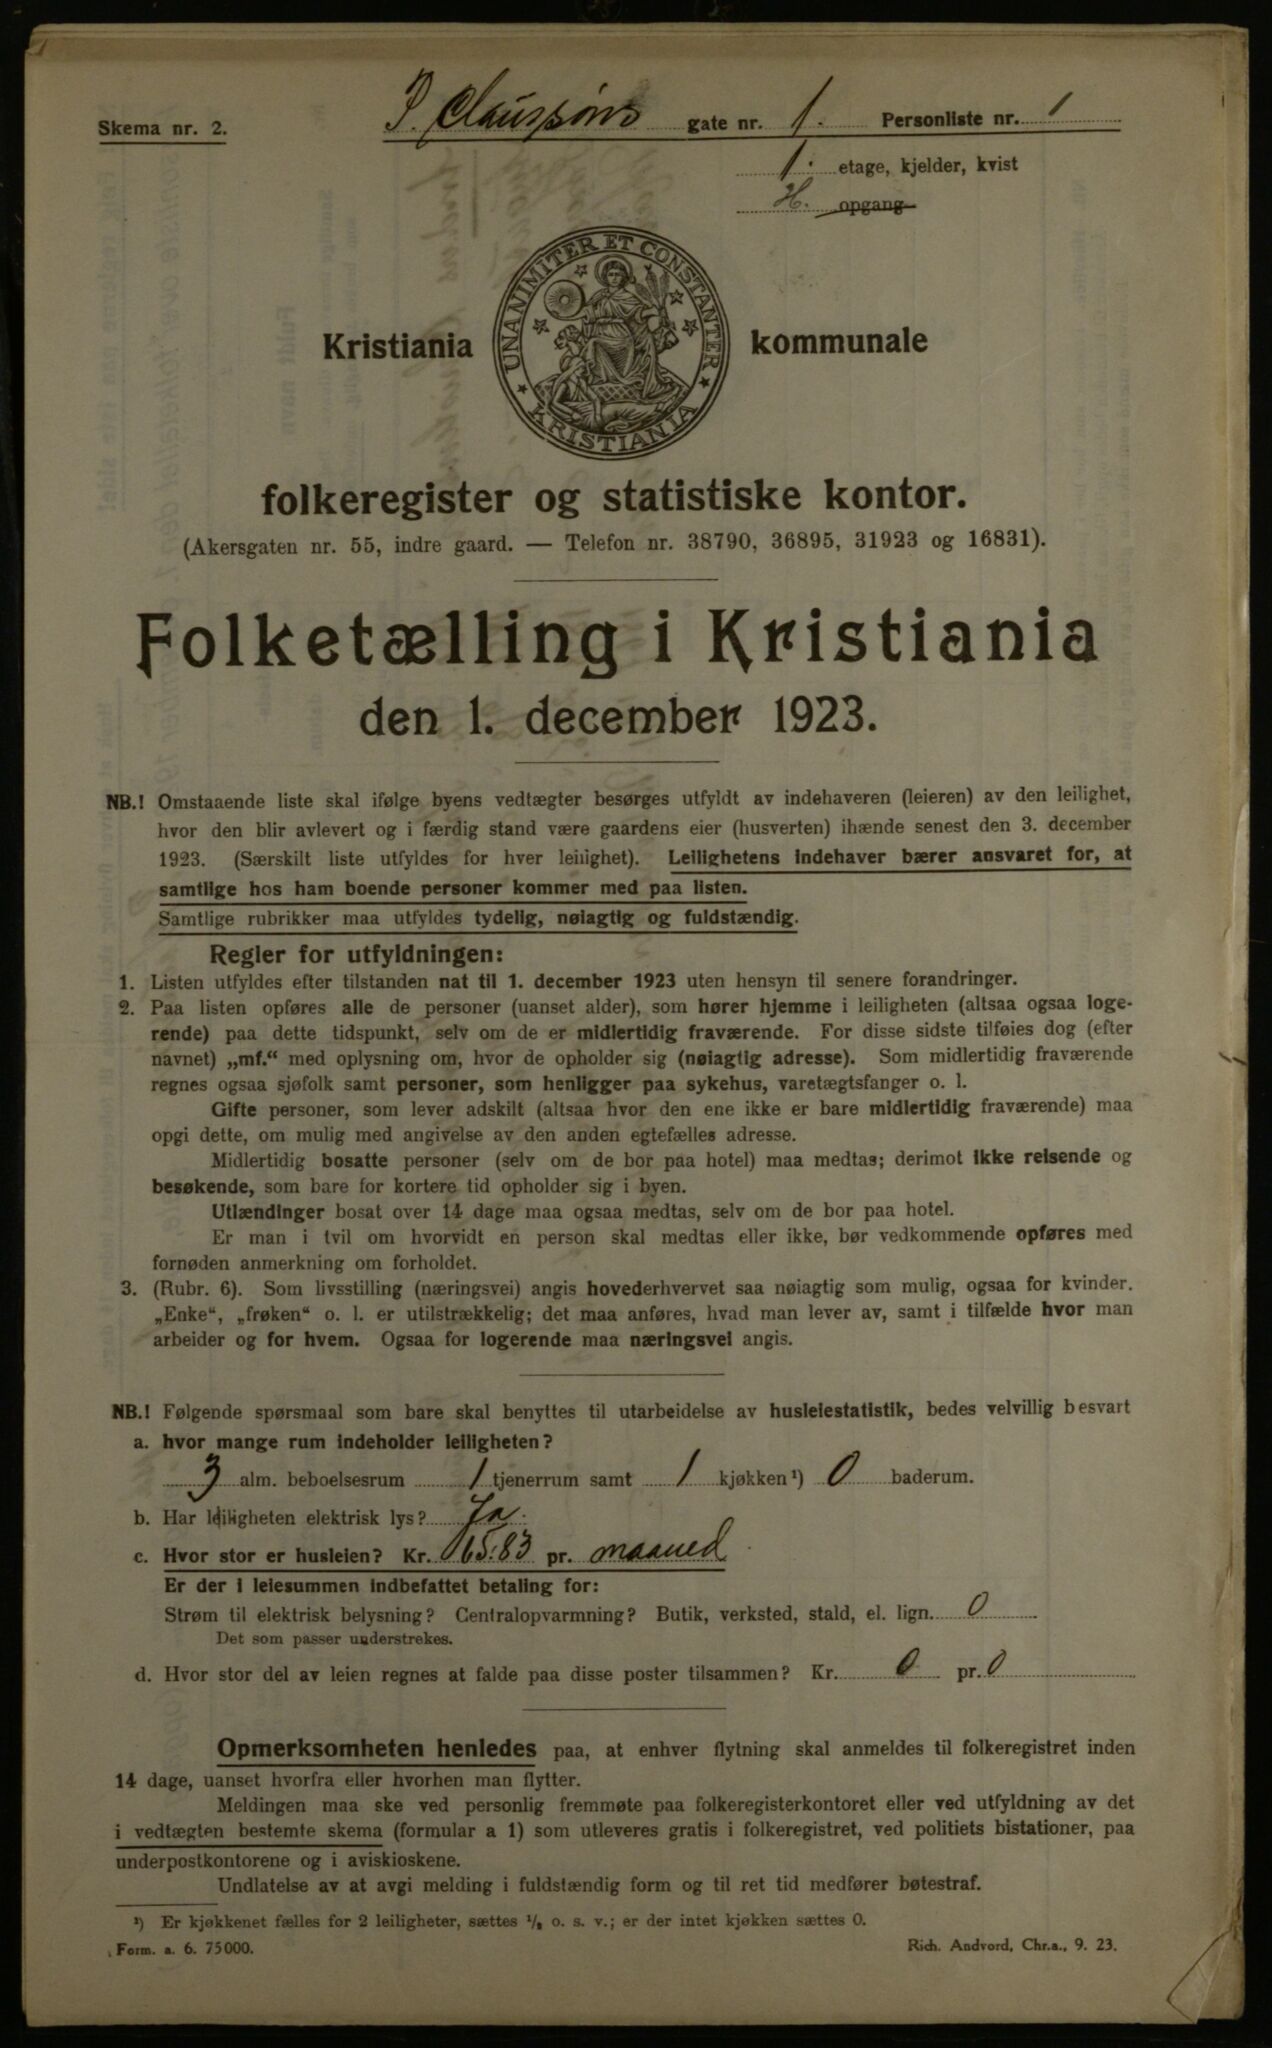 Skema nr. 2.
P. Claussøns gate nr. 1. Personliste nr. 1
1. etage, kjelder, kvist
H. opgang
UNANIMITER ET CONSTANTER
KRISTIANIA
Kristiania kommunale
folkeregister og statistiske kontor.
(Akersgaten nr. 55, indre gaard. — Telefon nr. 38790, 36895, 31923 og 16831).
Folketælling i Kristiania
den 1. december 1923.
NB.! Omstaaende liste skal ifølge byens vedtægter besørges utfyldt av indehaveren (leieren) av den leilighet,
hvor den blir avlevert og i færdig stand være gaardens eier (husverten) ihænde senest den 3. december
1923. (Særskilt liste utfyldes for hver leilighet). Leilighetens indehaver bærer ansvaret for, at
samtlige hos ham boende personer kommer med paa listen.
Samtlige rubrikker maa utfyldes tydelig, nøiagtig og fuldstændig.
Regler for utfyldningen:
1. Listen utfyldes efter tilstanden nat til 1. december 1923 uten hensyn til senere forandringer.
2. Paa listen opføres alle de personer (uanset alder), som hører hjemme i leiligheten (altsaa ogsaa loge-
rende) paa dette tidspunkt, selv om de er midlertidig fraværende. For disse sidste tilføies dog (efter
navnet) „mf.“ med oplysning om, hvor de opholder sig (nøiagtig adresse). Som midlertidig fraværende
regnes ogsaa sjøfolk samt personer, som henligger paa sykehus, varetægtsfanger o. l.
Gifte personer, som lever adskilt (altsaa hvor den ene ikke er bare midlertidig fraværende) maa
opgi dette, om mulig med angivelse av den anden egtefælles adresse.
Midlertidig bosatte personer (selv om de bor paa hotel) maa medtas; derimot ikke reisende og
besøkende, som bare for kortere tid opholder sig i byen.
Utlændinger bosat over 14 dage maa ogsaa medtas, selv om de bor paa hotel.
Er man i tvil om hvorvidt en person skal medtas eller ikke, bør vedkommende opføres med
fornøden anmerkning om forholdet.
3. (Rubr. 6). Som livsstilling (næringsvei) angis hovederhvervet saa nøiagtig som mulig, ogsaa for kvinder.
„Enke“, „frøken“ o. l. er utilstrækkelig; det maa anføres, hvad man lever av, samt i tilfælde hvor man
arbeider og for hvem. Ogsaa for logerende maa næringsvei angis.
NB.! Følgende spørsmaal som bare skal benyttes til utarbeidelse av husleiestatistik, bedes velvillig besvart
a. hvor mange rum indeholder leiligheten?
3 alm. beboelsesrum 1 tjenerrum samt 1 kjøkken¹) 0 baderum.
b. Har leiligheten elektrisk lys? Ja.
c. Hvor stor er husleien? Kr. 65.83 pr. maaned
Er der i leiesummen indbefattet betaling for:
Strøm til elektrisk belysning? Centralopvarmning? Butik, verksted, stald, el. lign. 0
Det som passer understrekes.
d. Hvor stor del av leien regnes at falde paa disse poster tilsammen? Kr. 0 pr. 0
Opmerksomheten henledes paa, at enhver flytning skal anmeldes til folkeregistret inden
14 dage, uanset hvorfra eller hvorhen man flytter.
Meldingen maa ske ved personlig fremmøte paa folkeregisterkontoret eller ved utfyldning av det
i vedtægten bestemte skema (formular a 1) som utleveres gratis i folkeregistret, ved politiets bistationer, paa
underpostkontorene og i aviskioskene.
Undlatelse av at avgi melding i fuldstændig form og til ret tid medfører bøtestraf.
¹) Er kjøkkenet fælles for 2 leiligheter, sættes ½ o. s. v.; er der intet kjøkken sættes 0.
Form. a. 6. 75000.
Rich. Andvord, Chr.a., 9. 23.